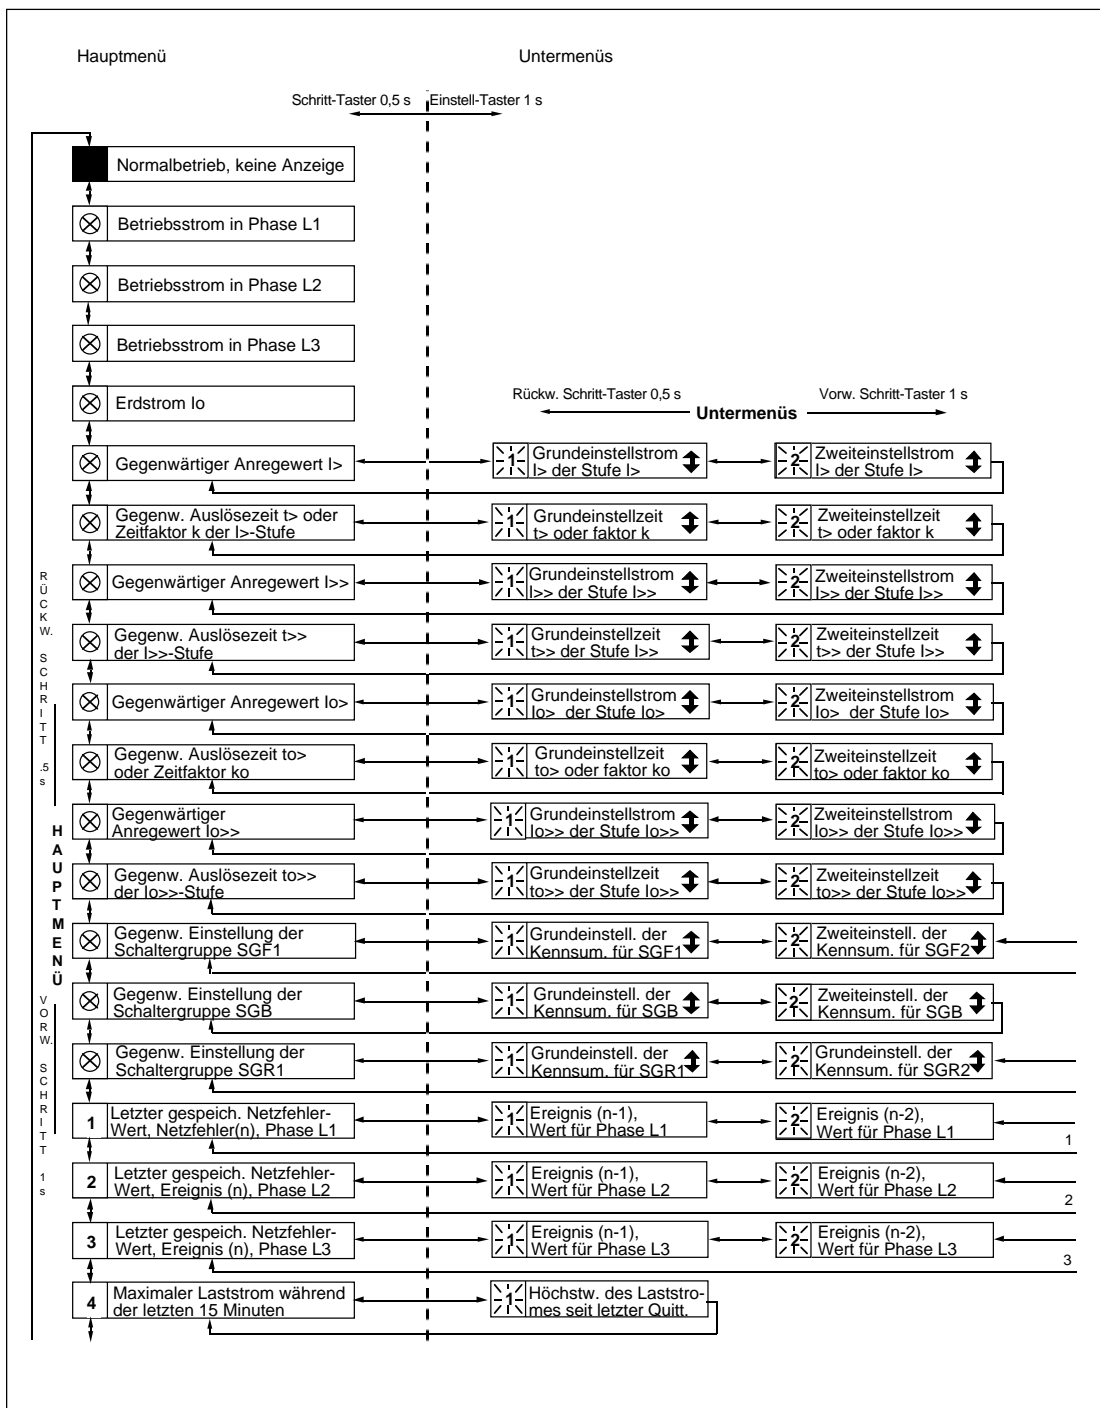 Hauptmenü
Untermenüs
Schritt-Taster 0,5 s
Einstell-Taster 1 s
Normalbetrieb, keine Anzeige
Betriebsstrom in Phase L1
Betriebsstrom in Phase L2
Betriebsstrom in Phase L3
Erdstrom Io
Rückw. Schritt-Taster 0,5 s
Vorw. Schritt-Taster 1 s
Untermenüs
Gegenwärtiger Anregewert I>
1
Grundeinstellstrom
I> der Stufe I>
2
Zweiteinstellstrom
I> der Stufe I>
Gegenw. Auslösezeit t> oder
Zeitfaktor k der I>-Stufe
1
Grundeinstellzeit
t> oder faktor k
2
Zweiteinstellzeit
t> oder faktor k
Gegenwärtiger Anregewert I>>
1
Grundeinstellstrom
I>> der Stufe I>>
2
Zweiteinstellstrom
I>> der Stufe I>>
Gegenw. Auslösezeit t>>
der I>>-Stufe
1
Grundeinstellzeit
t>> der Stufe I>>
2
Zweiteinstellzeit
t>> der Stufe I>>
Gegenwärtiger Anregewert Io>
1
Grundeinstellstrom
Io> der Stufe Io>
2
Zweiteinstellstrom
Io> der Stufe Io>
Gegenw. Auslösezeit to>
oder Zeitfaktor ko
1
Grundeinstellzeit
to> oder faktor ko
2
Zweiteinstellzeit
to> oder faktor ko
Gegenwärtiger
Anregewert Io>>
1
Grundeinstellstrom
Io>> der Stufe Io>>
2
Zweiteinstellstrom
Io>> der Stufe Io>>
Gegenw. Auslösezeit to>>
der Io>>-Stufe
1
Grundeinstellzeit
to>> der Stufe Io>>
2
Zweiteinstellzeit
to>> der Stufe Io>>
Gegenw. Einstellung der
Schaltergruppe SGF1
1
Grundeinstell. der
Kennsum. für SGF1
2
Zweiteinstell. der
Kennsum. für SGF2
Gegenw. Einstellung der
Schaltergruppe SGB
1
Grundeinstell. der
Kennsum. für SGB
2
Zweiteinstell. der
Kennsum. für SGB
Gegenw. Einstellung der
Schaltergruppe SGR1
1
Grundeinstell. der
Kennsum. für SGR1
2
Grundeinstell. der
Kennsum. für SGR2
1
Letzter gespeich. Netzfehler-
Wert, Netzfehler(n), Phase L1
1
Ereignis (n-1),
Wert für Phase L1
2
Ereignis (n-2),
Wert für Phase L1
1
2
Letzter gespeich. Netzfehler-
Wert, Ereignis (n), Phase L2
1
Ereignis (n-1),
Wert für Phase L2
2
Ereignis (n-2),
Wert für Phase L2
2
3
Letzter gespeich. Netzfehler-
Wert, Ereignis (n), Phase L3
1
Ereignis (n-1),
Wert für Phase L3
2
Ereignis (n-2),
Wert für Phase L3
3
4
Maximaler Laststrom während
der letzten 15 Minuten
1
Höchstw. des Laststro-
mes seit letzter Quitt.
RÜCKW. SCHRITT .5 s
HAUPTMENÜ
VORW. SCHRITT 1 s